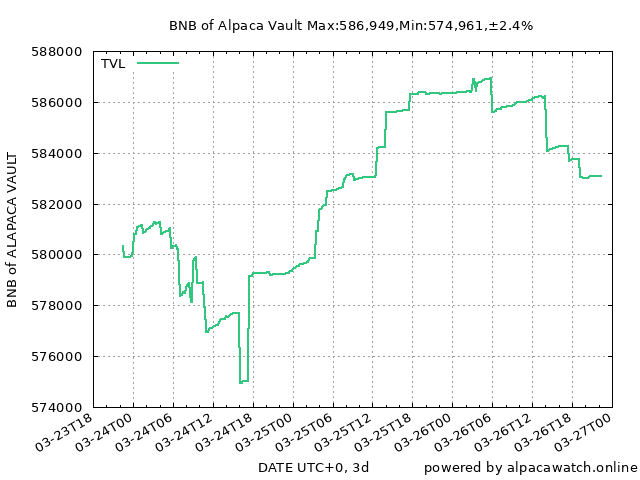 BNB of Alpaca Vault Max:586,949,Min:574,961,±2.4%
TVL
588000
586000
584000
582000
580000
578000
576000
574000
BNB of ALAPACA VAULT
03-23T18
03-24T00
03-24T06
03-24T12
03-24T18
03-25T00
03-25T06
03-25T12
03-25T18
03-26T00
03-26T06
03-26T12
03-26T18
03-27T00
DATE UTC+0, 3d
powered by alpacawatch.online